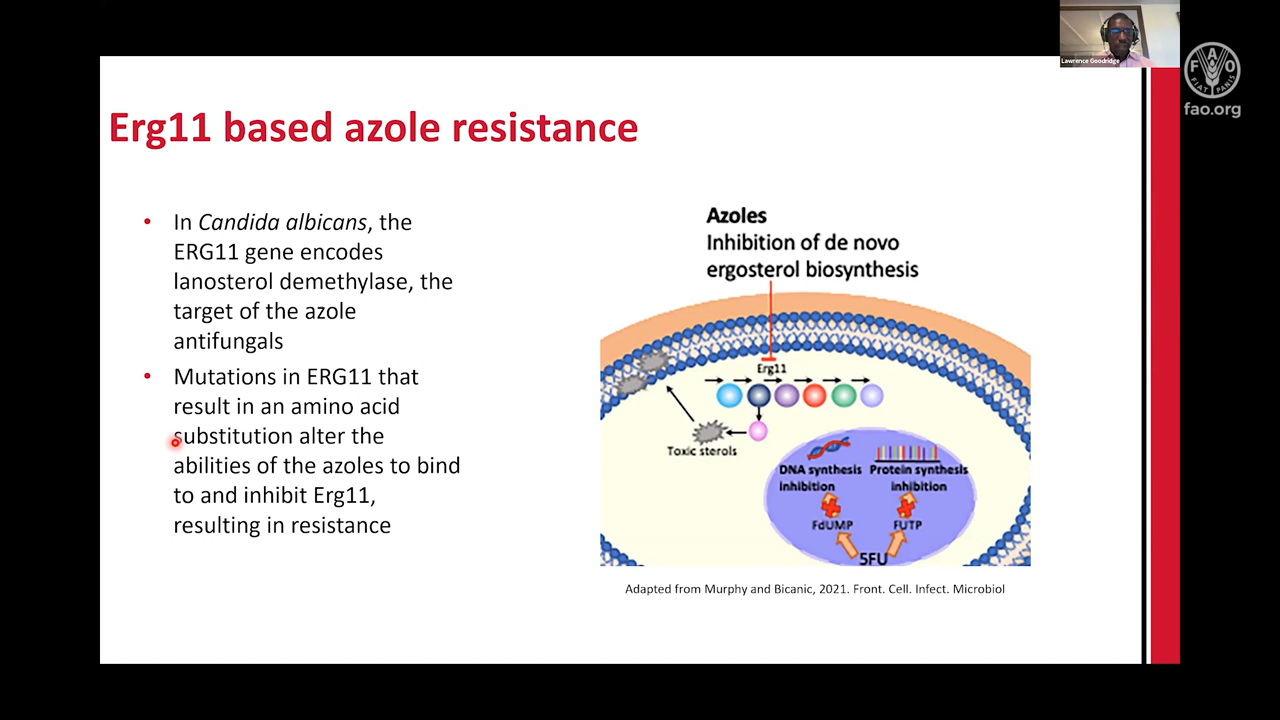 Lawrence Goodridge
FAO
FIAT PANIS
fao.org
Erg11 based azole resistance
• In Candida albicans, the
ERG11 gene encodes
lanosterol demethylase, the
target of the azole
antifungals
• Mutations in ERG11 that
result in an amino acid
substitution alter the
abilities of the azoles to bind
to and inhibit Erg11,
resulting in resistance
Azoles
Inhibition of de novo
ergosterol biosynthesis
Erg11
Toxic sterols
DNA synthesis
inhibition
Protein synthesis
inhibition
FdUMP
FUTP
5FU
Adapted from Murphy and Bicanic, 2021. Front. Cell. Infect. Microbiol